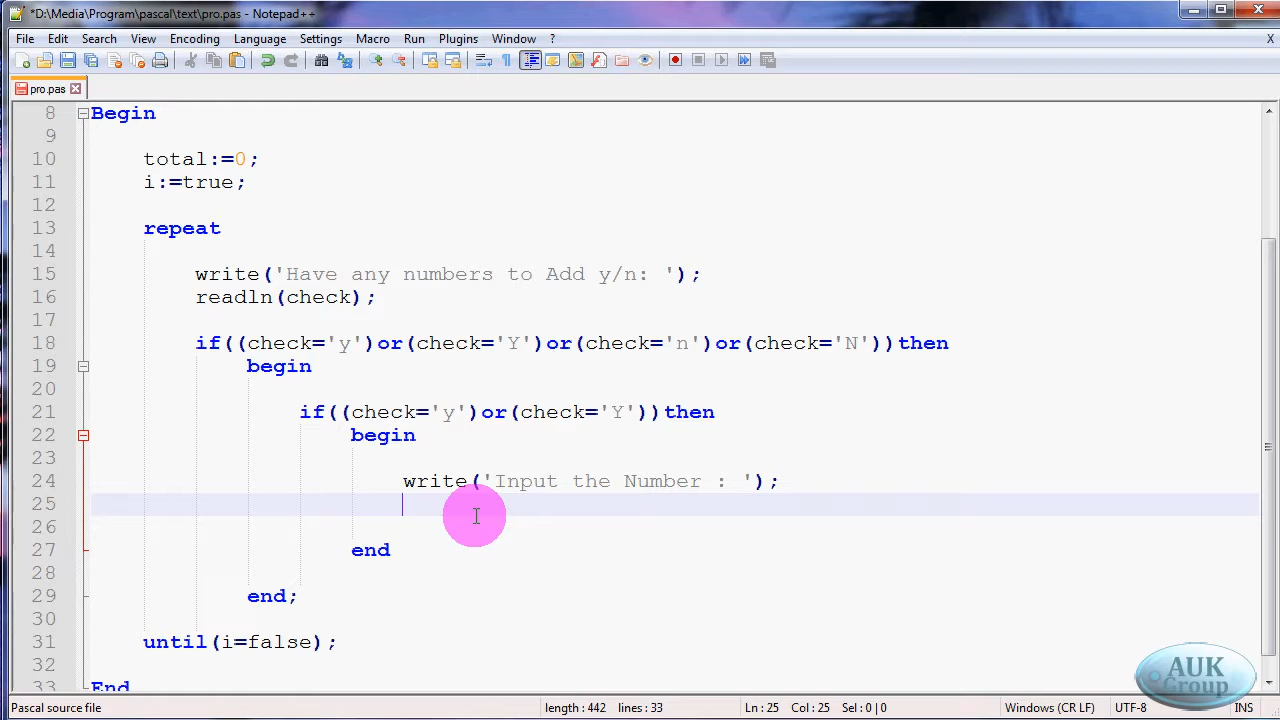 *D:\Media\Program\pascal\text\pro.pas - Notepad++
File Edit Search View Encoding Language Settings Macro Run Plugins Window ? X
pro.pas
8 Begin
9
10 total:=0;
11 i:=true;
12
13 repeat
14
15 write('Have any numbers to Add y/n: ');
16 readln(check);
17
18 if((check='y')or(check='Y')or(check='n')or(check='N'))then
19 begin
20
21 if((check='y')or(check='Y'))then
22 begin
23
24 write('Input the Number : ');
25
26
27 end
28
29 end;
30
31 until(i=false);
32
33 End
AUK
Group
Pascal source file length : 442 lines : 33 Ln : 25 Col : 25 Sel : 0 | 0 Windows (CR LF) UTF-8 INS